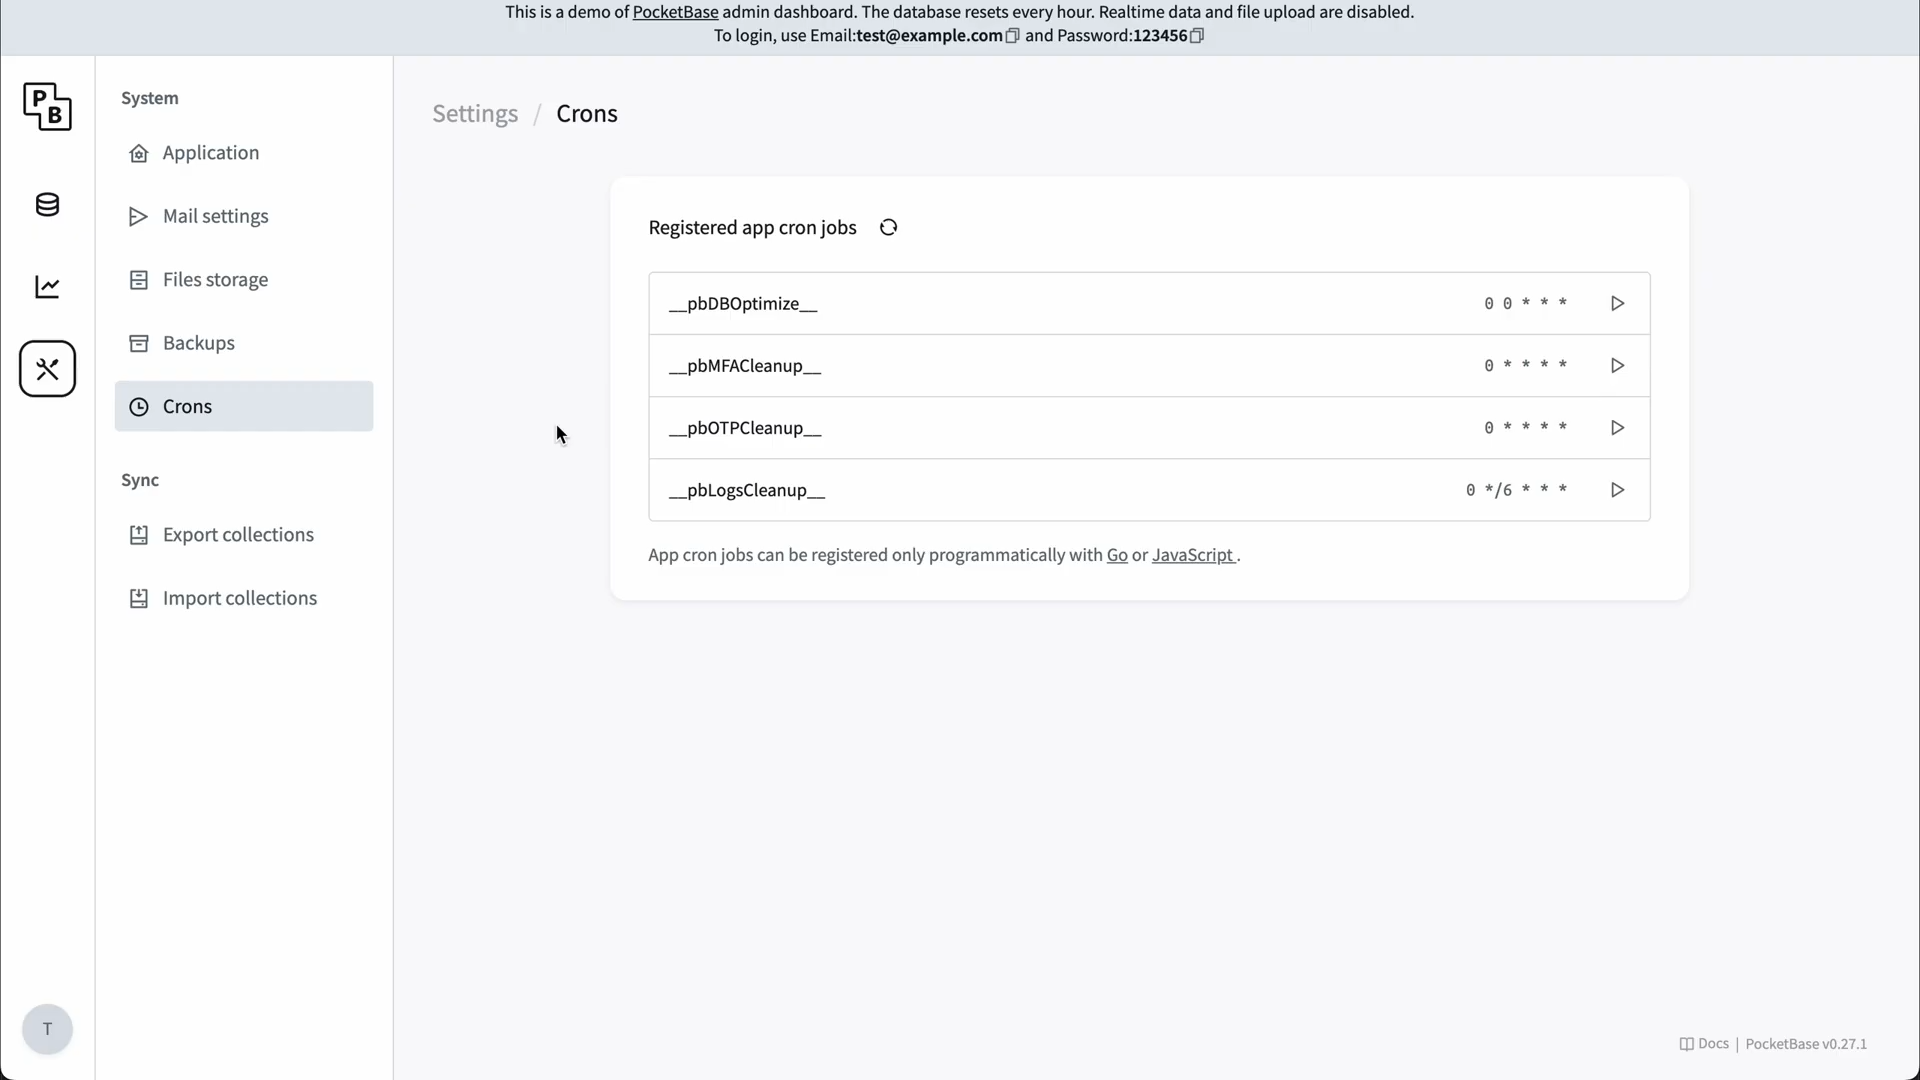 This is a demo of PocketBase admin dashboard. The database resets every hour. Realtime data and file upload are disabled.
To login, use Email:test@example.com and Password:123456
P
B
System
Application
Mail settings
Files storage
Backups
Crons
Sync
Export collections
Import collections
T
Settings / Crons
Registered app cron jobs
__pbDBOptimize__ 0 0 * * *
__pbMFACleanup__ 0 * * * *
__pbOTPCleanup__ 0 * * * *
__pbLogsCleanup__ 0 */6 * * *
App cron jobs can be registered only programmatically with Go or JavaScript .
Docs | PocketBase v0.27.1